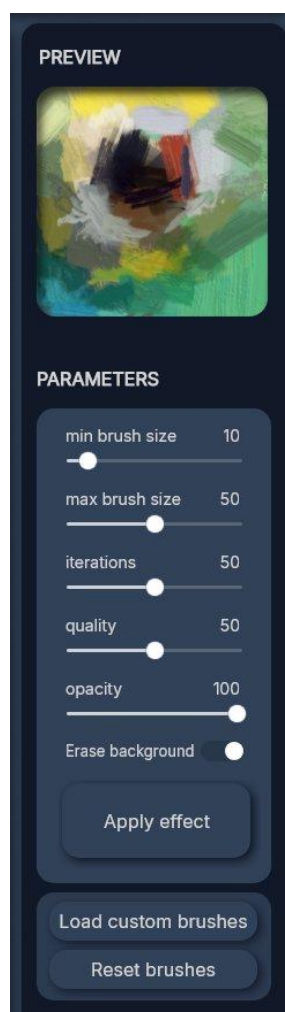 PREVIEW
PARAMETERS
min brush size 10
max brush size 50
iterations 50
quality 50
opacity 100
Erase background
Apply effect
Load custom brushes
Reset brushes